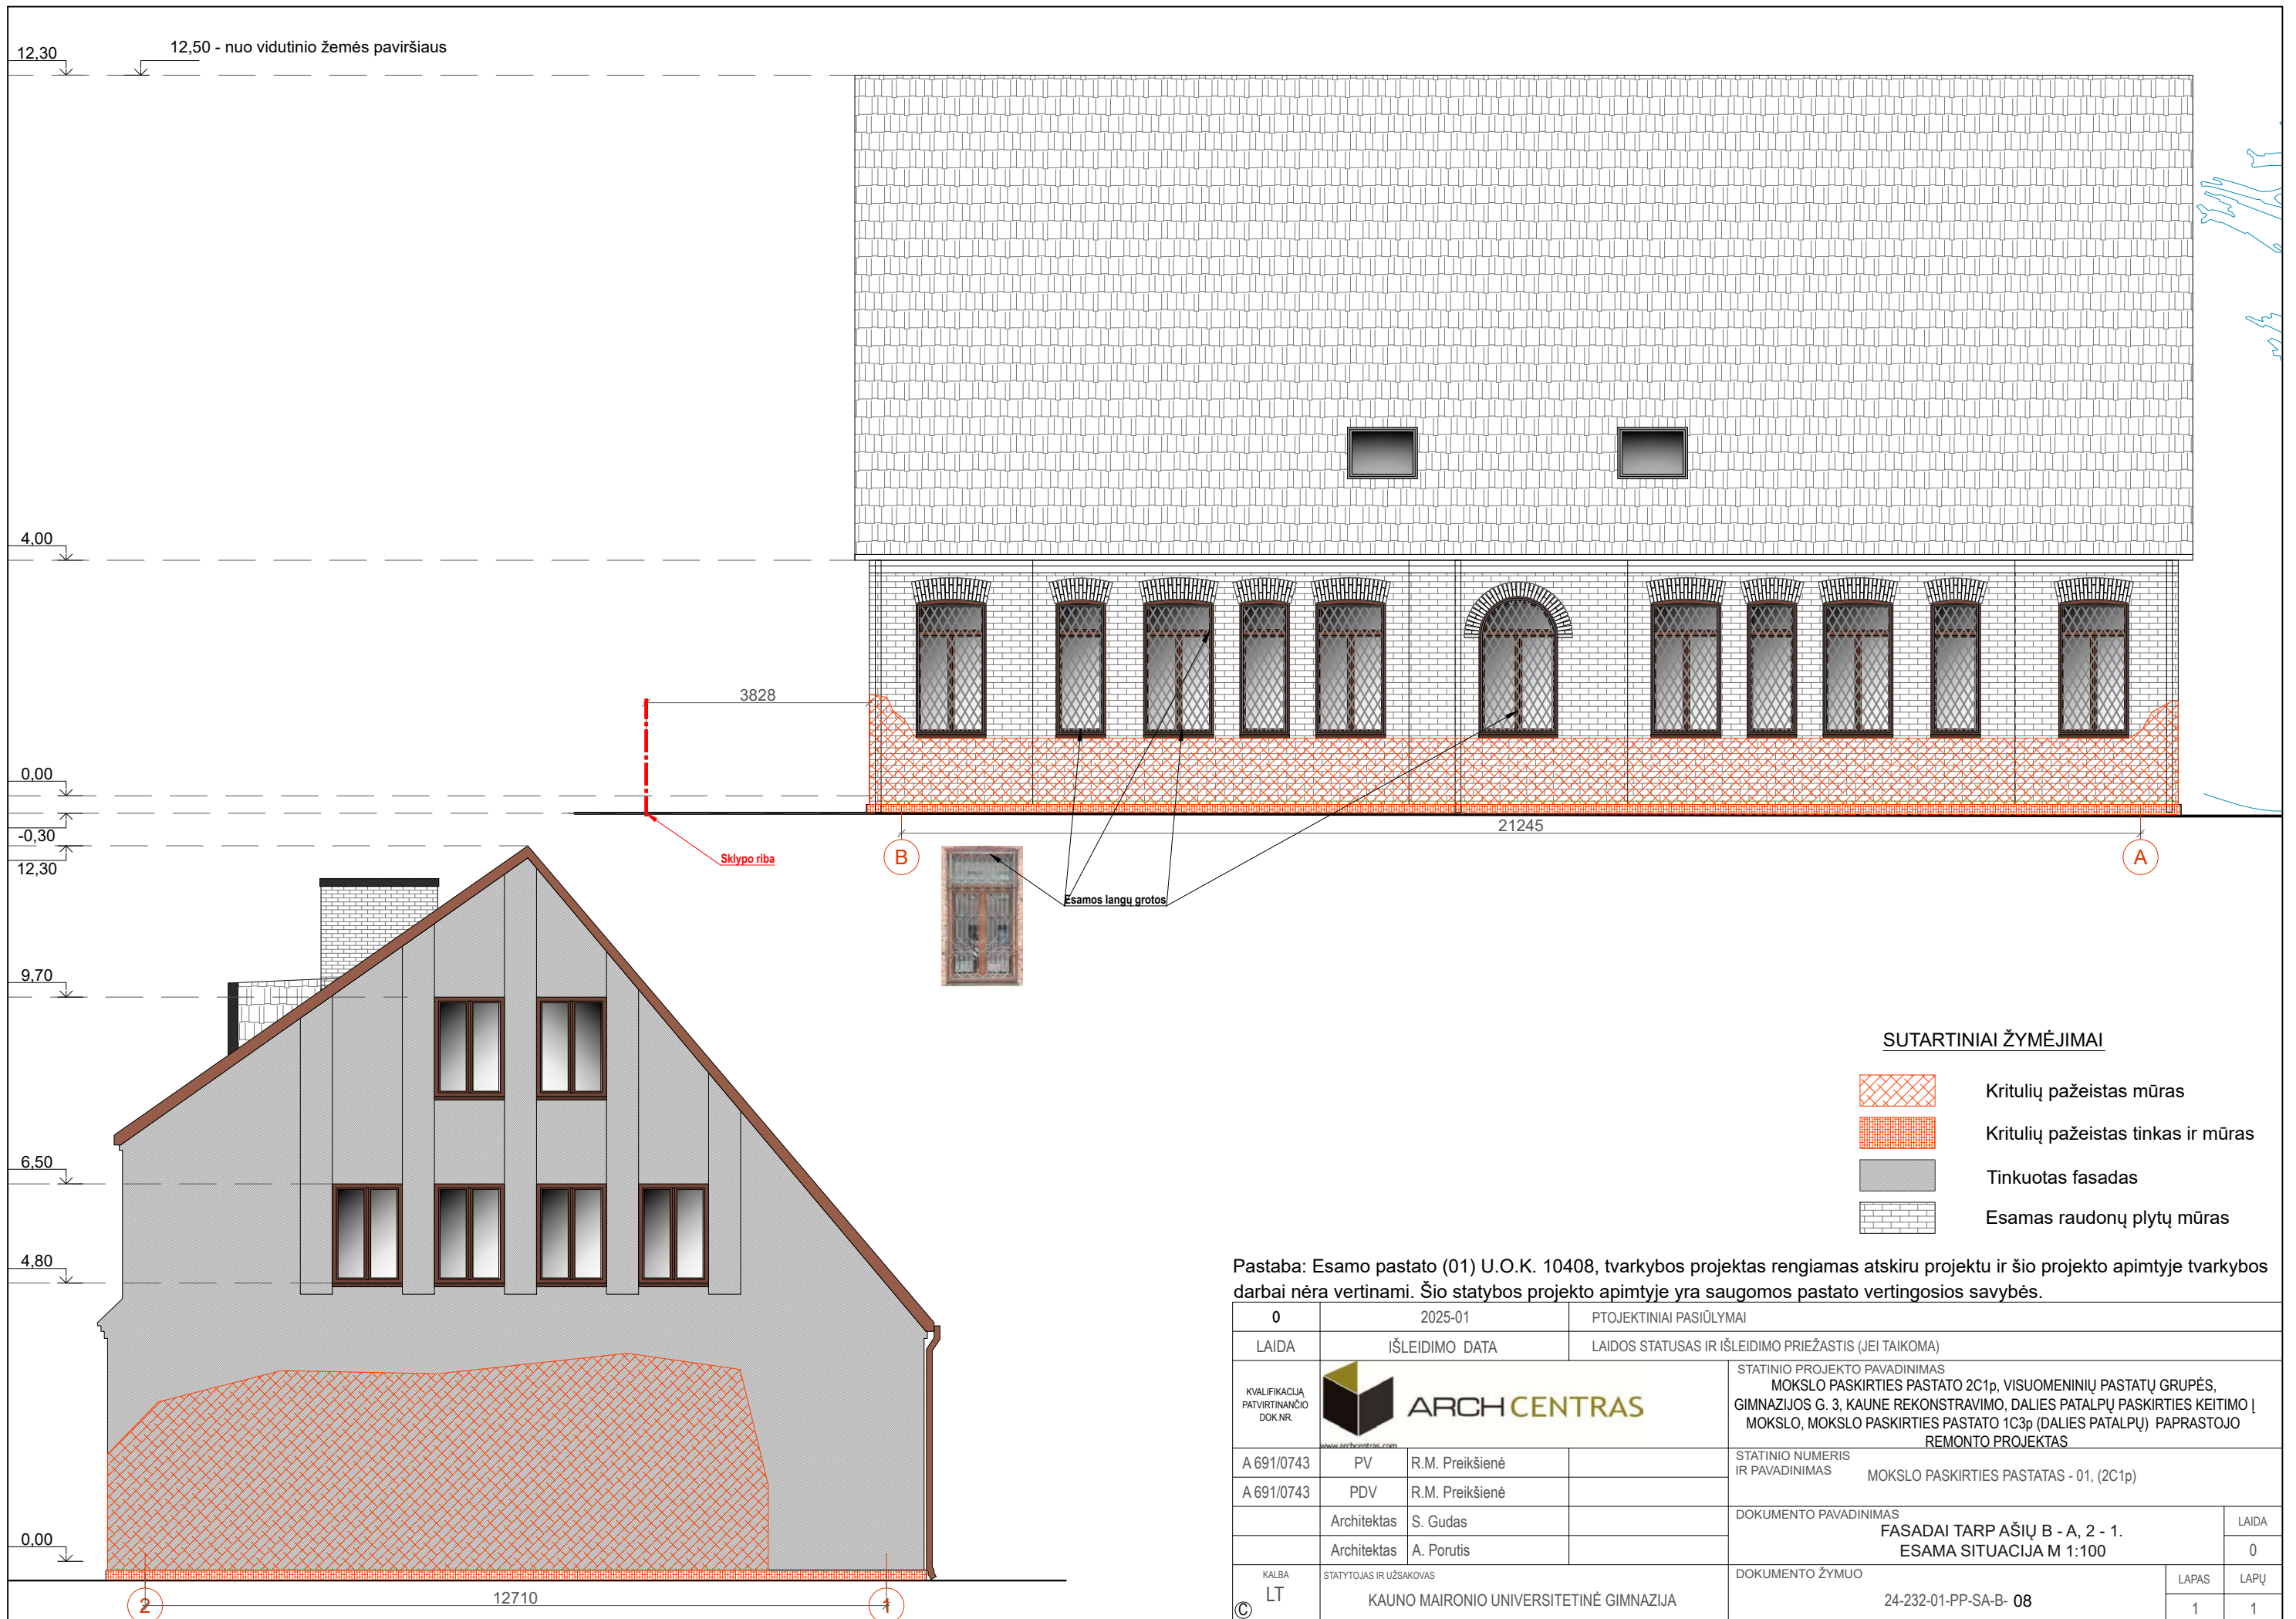 12,30
12,50 - nuo vidutinio žemės paviršiaus
4,00
3828
0,00
-0,30
21245
Sklypo riba
B
A
Esamos langų grotos
12,30
9,70
6,50
4,80
0,00
2
12710
1
SUTARTINIAI ŽYMĖJIMAI
Kritulių pažeistas mūras
Kritulių pažeistas tinkas ir mūras
Tinkuotas fasadas
Esamas raudonų plytų mūras
Pastaba: Esamo pastato (01) U.O.K. 10408, tvarkybos projektas rengiamas atskiru projektu ir šio projekto apimtyje tvarkybos
darbai nėra vertinami. Šio statybos projekto apimtyje yra saugomos pastato vertingosios savybės.
0 2025-01 PTOJEKTINIAI PASIŪLYMAI
LAIDA IŠLEIDIMO DATA LAIDOS STATUSAS IR IŠLEIDIMO PRIEŽASTIS (JEI TAIKOMA)
KVALIFIKACIJĄ
PATVIRTINANČIO
DOK.NR.
ARCHCENTRAS
www.archcentras.com
STATINIO PROJEKTO PAVADINIMAS
MOKSLO PASKIRTIES PASTATO 2C1p, VISUOMENINIŲ PASTATŲ GRUPĖS,
GIMNAZIJOS G. 3, KAUNE REKONSTRAVIMO, DALIES PATALPŲ PASKIRTIES KEITIMO Į
MOKSLO, MOKSLO PASKIRTIES PASTATO 1C3p (DALIES PATALPŲ) PAPRASTOJO
REMONTO PROJEKTAS
A 691/0743 PV R.M. Preikšienė
A 691/0743 PDV R.M. Preikšienė
STATINIO NUMERIS
IR PAVADINIMAS
MOKSLO PASKIRTIES PASTATAS - 01, (2C1p)
Architektas S. Gudas
Architektas A. Porutis
DOKUMENTO PAVADINIMAS
FASADAI TARP AŠIŲ B - A, 2 - 1.
ESAMA SITUACIJA M 1:100
LAIDA
0
KALBA
LT
©
STATYTOJAS IR UŽSAKOVAS
KAUNO MAIRONIO UNIVERSITETINĖ GIMNAZIJA
DOKUMENTO ŽYMUO
24-232-01-PP-SA-B- 08
LAPAS LAPŲ
1 1